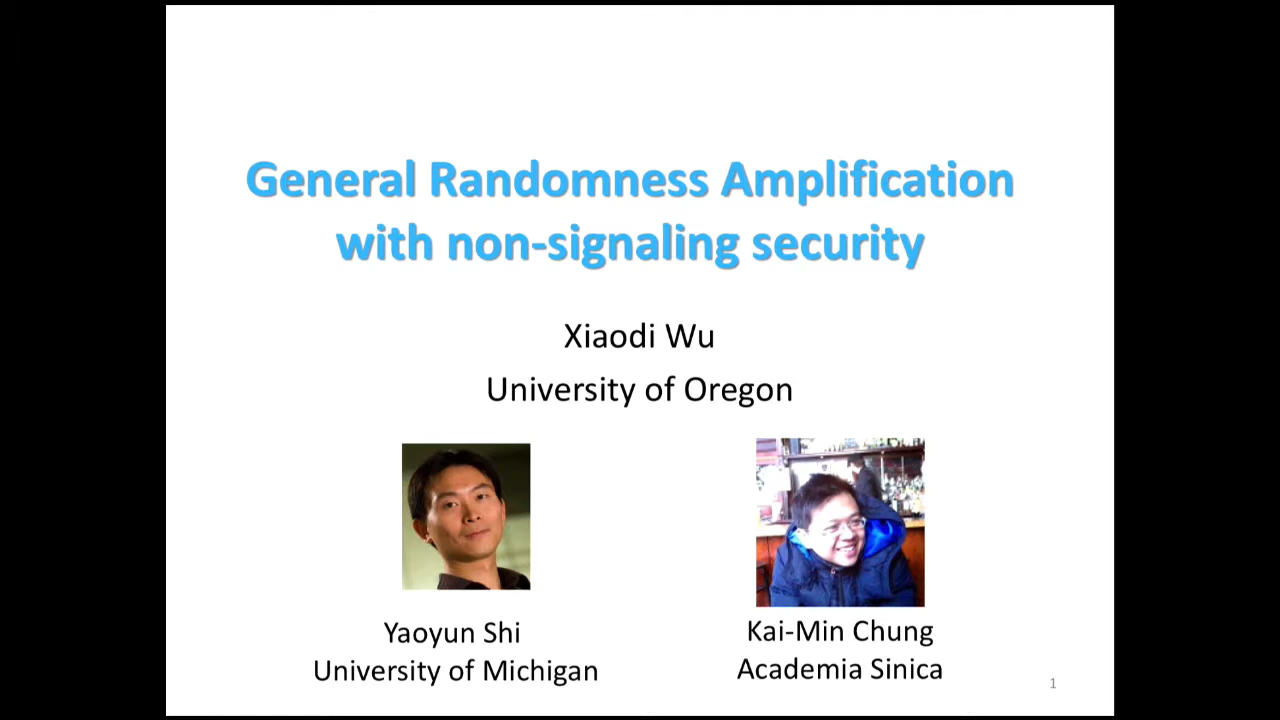 General Randomness Amplification
with non-signaling security
Xiaodi Wu
University of Oregon
Yaoyun Shi
University of Michigan
Kai-Min Chung
Academia Sinica
1